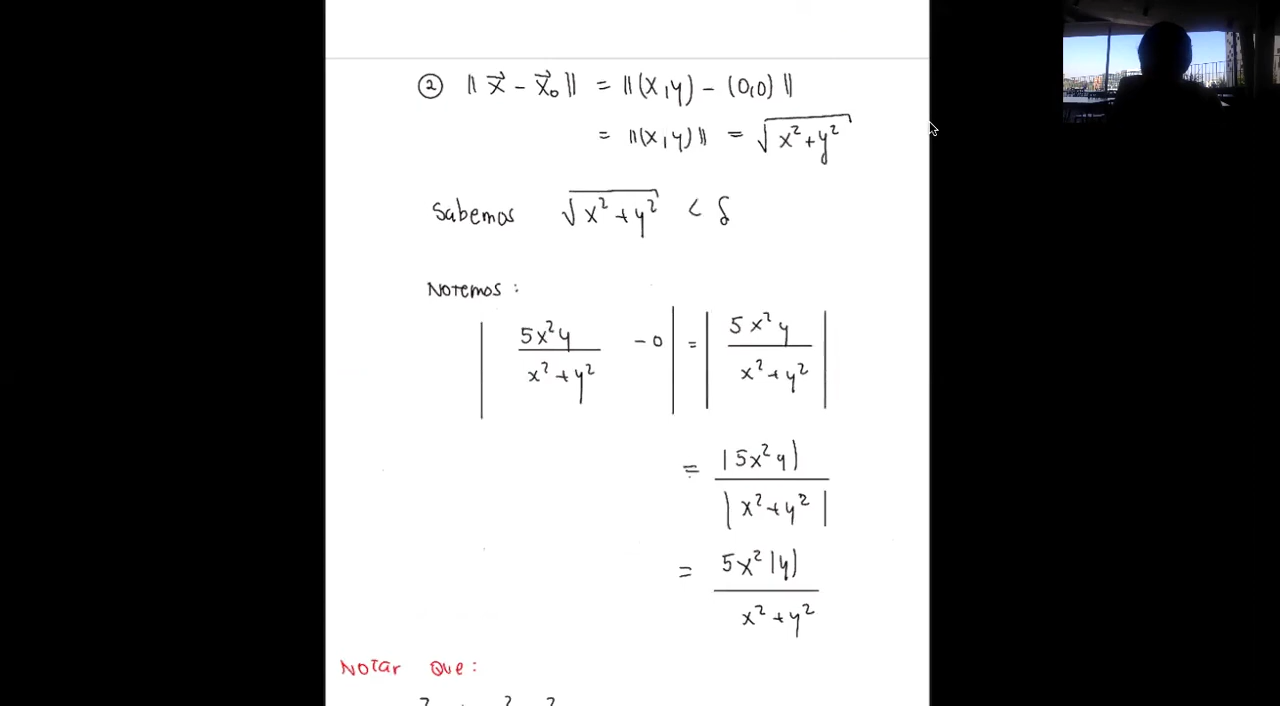 ② ‖x⃗ - x⃗₀‖ = ‖(x,y) - (0,0)‖
= ‖(x,y)‖ = √(x²+y²)
Sabemos √(x²+y²) < δ
Notemos :
| 5x²y / (x²+y²) - 0 | = | 5x²y / (x²+y²) |
= |5x²y| / |x²+y²|
= 5x²|y| / (x²+y²)
Notar que: